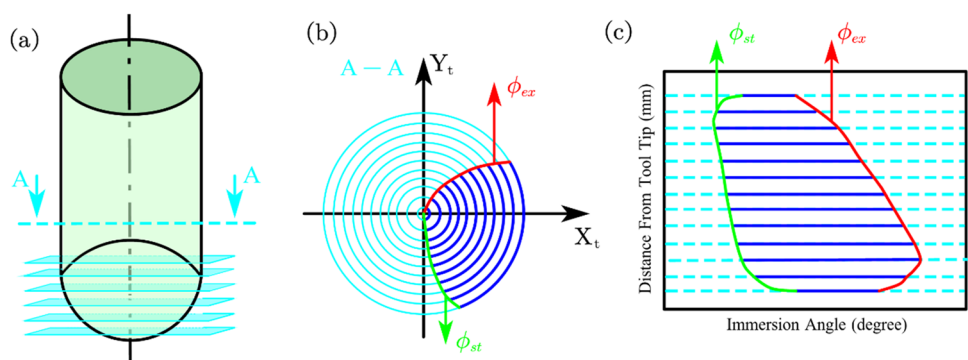 (a)
A
A
(b)
A – A
Y_t
ϕ_ex
X_t
ϕ_st
(c)
ϕ_st
ϕ_ex
Distance From Tool Tip (mm)
Immersion Angle (degree)